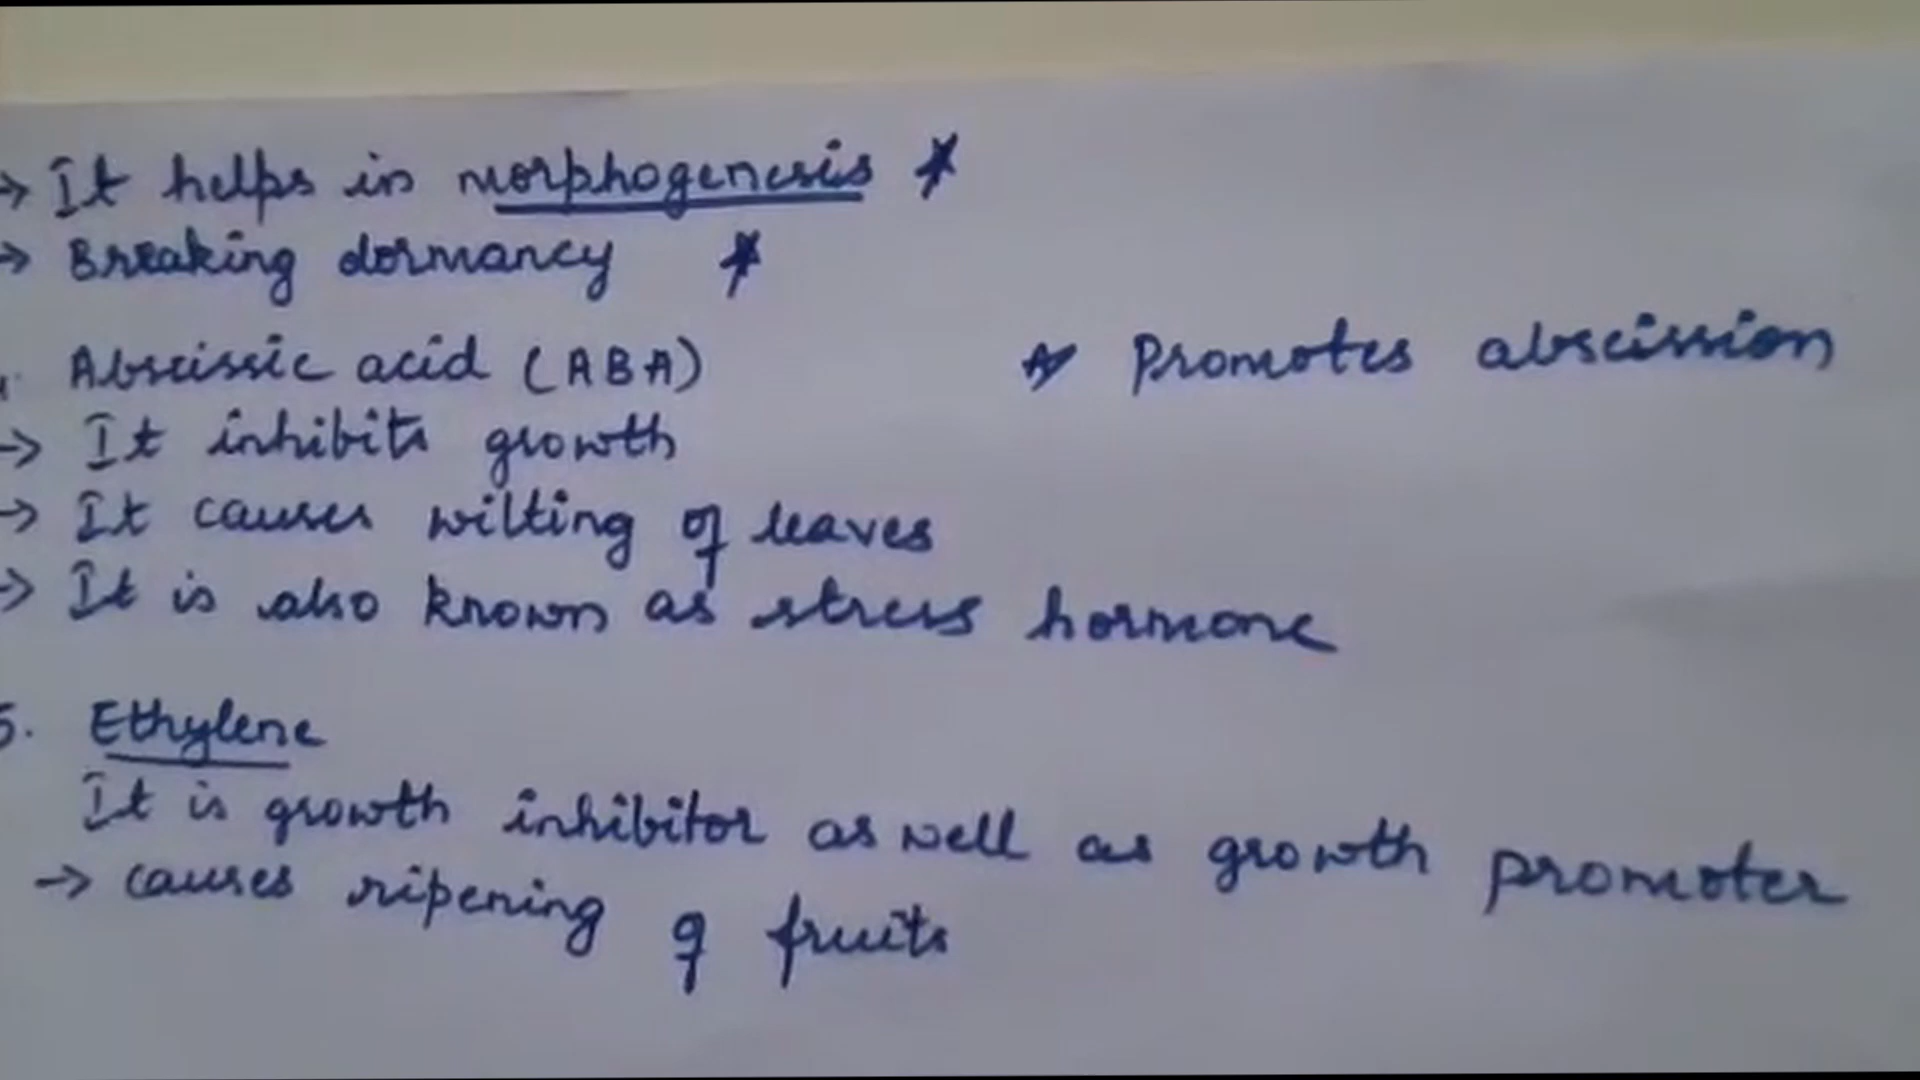 → It helps in morphogenesis *
→ Breaking dormancy *
Abscissic acid (ABA) * Promotes abscission
→ It inhibits growth
→ It causes wilting of leaves
→ It is also known as stress hormone
5. Ethylene
It is growth inhibitor as well as growth promoter
→ causes ripening of fruits